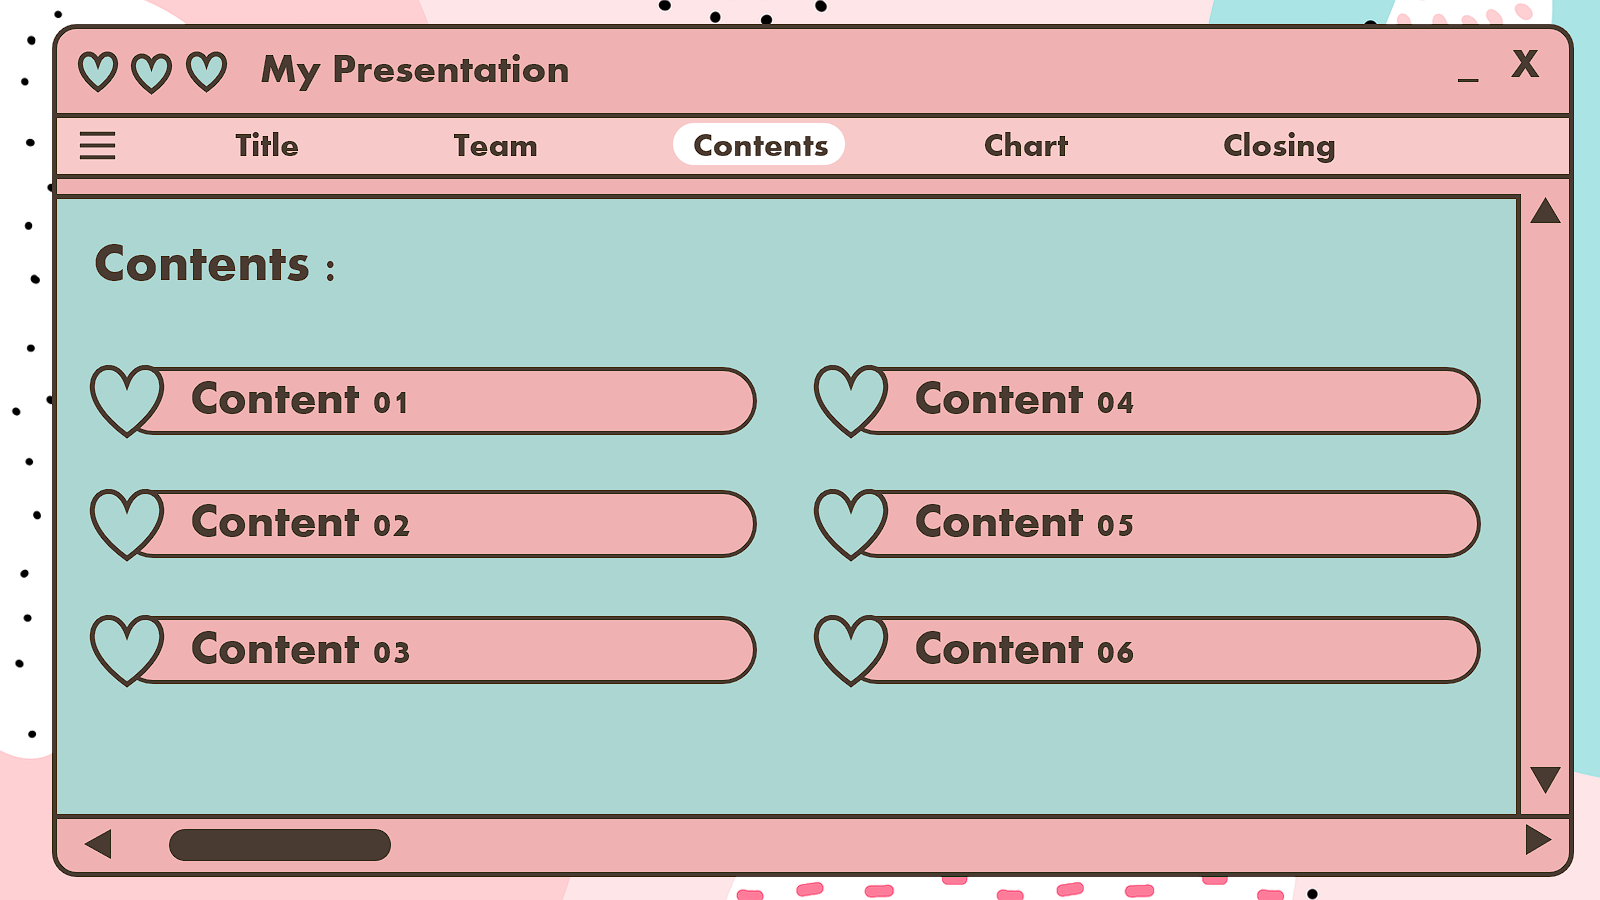 My Presentation
_ X
Title Team Contents Chart Closing
Contents :
Content 01
Content 02
Content 03
Content 04
Content 05
Content 06